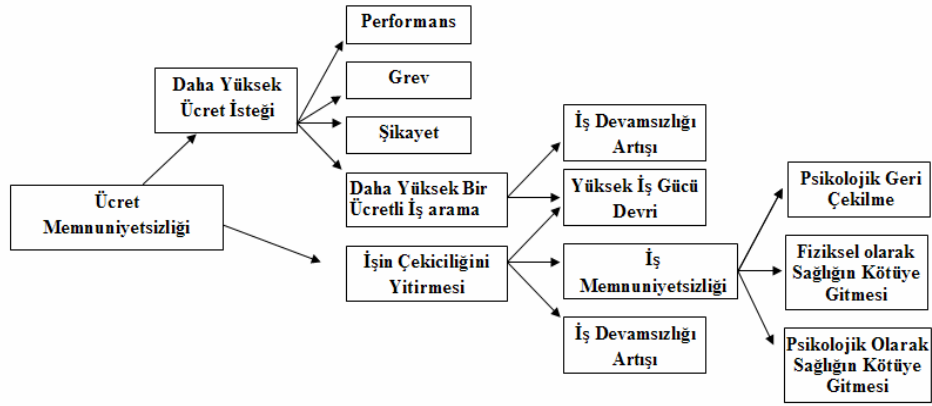 Performans
Daha Yüksek
Ücret İsteği
Grev
Şikayet
İş Devamsızlığı
Artışı
Daha Yüksek Bir
Ücretli İş arama
Yüksek İş Gücü
Devri
Psikolojik Geri
Çekilme
Ücret
Memnuniyetsizliği
İşin Çekiciliğini
Yitirmesi
İş
Memnuniyetsizliği
Fiziksel olarak
Sağlığın Kötüye
Gitmesi
İş Devamsızlığı
Artışı
Psikolojik Olarak
Sağlığın Kötüye
Gitmesi